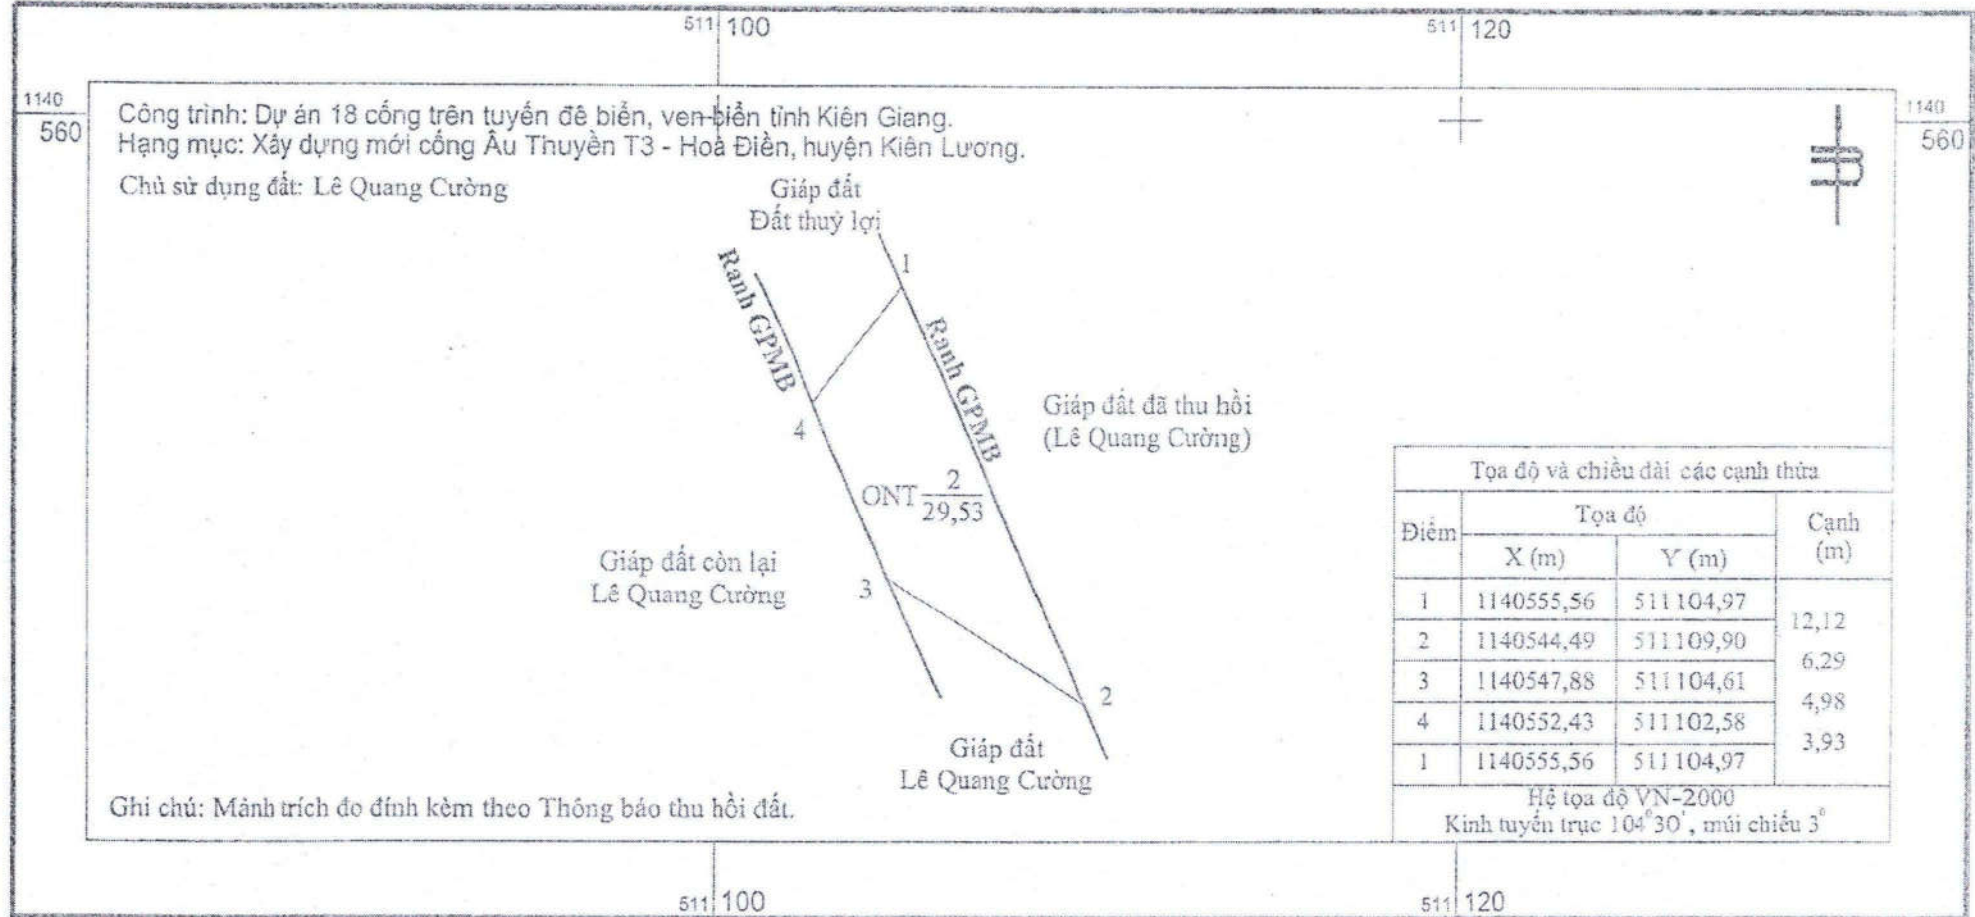 511 100
511 120
1140
560
1140
560
Công trình: Dự án 18 cống trên tuyến đê biển, ven biển tỉnh Kiên Giang.
Hạng mục: Xây dựng mới cống Âu Thuyền T3 - Hoà Điền, huyện Kiên Lương.
Chủ sử dụng đất: Lê Quang Cường
Giáp đất
Đất thuỷ lợi
1
Ranh GPMB
Ranh GPMB
4
Giáp đất đã thu hồi
(Lê Quang Cường)
ONT 2
29,53
Giáp đất còn lại
Lê Quang Cường
3
2
Giáp đất
Lê Quang Cường
Ghi chú: Mảnh trích đo đính kèm theo Thông báo thu hồi đất.
Tọa độ và chiều dài các cạnh thửa
Điểm Tọa độ Cạnh (m)
X (m) Y (m)
1 1140555,56 511104,97
12,12
2 1140544,49 511109,90
6,29
3 1140547,88 511104,61
4,98
4 1140552,43 511102,58
3,93
1 1140555,56 511104,97
Hệ tọa độ VN-2000
Kinh tuyến trục 104°30', múi chiếu 3°
511 100
511 120